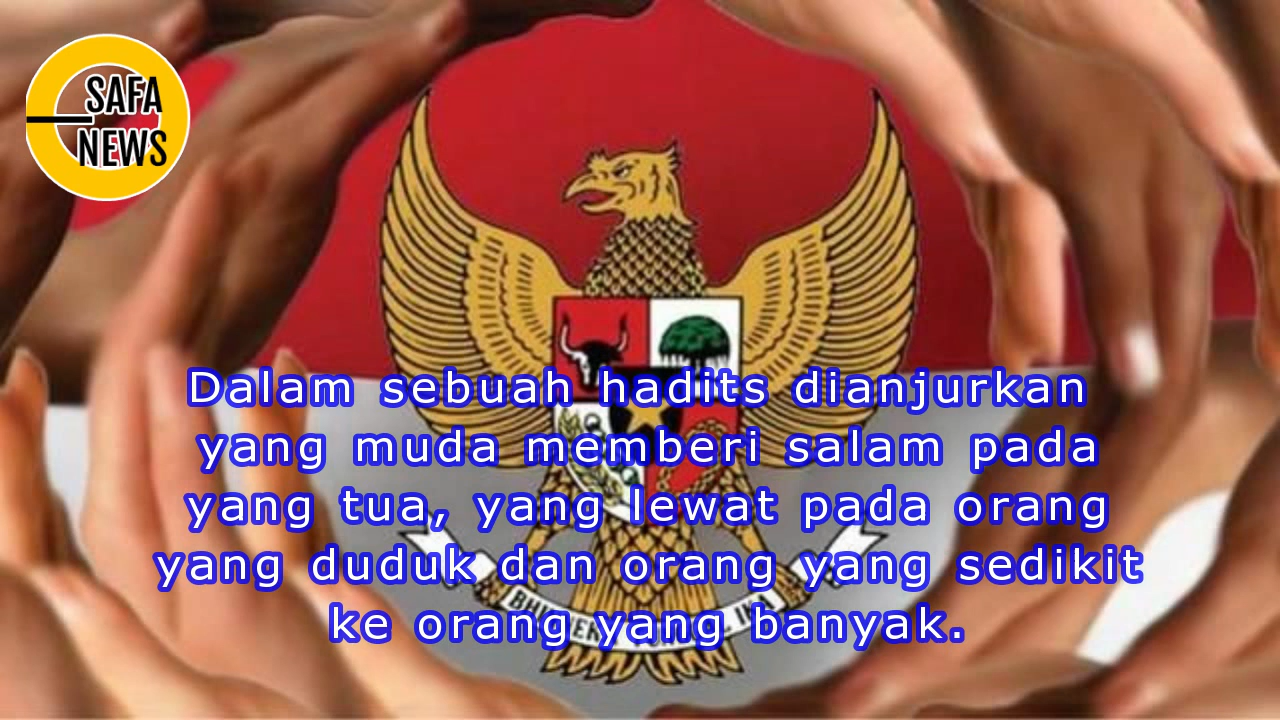 SAFA
NEWS
Dalam sebuah hadits dianjurkan
yang muda memberi salam pada
yang tua, yang lewat pada orang
yang duduk dan orang yang sedikit
ke orang yang banyak.